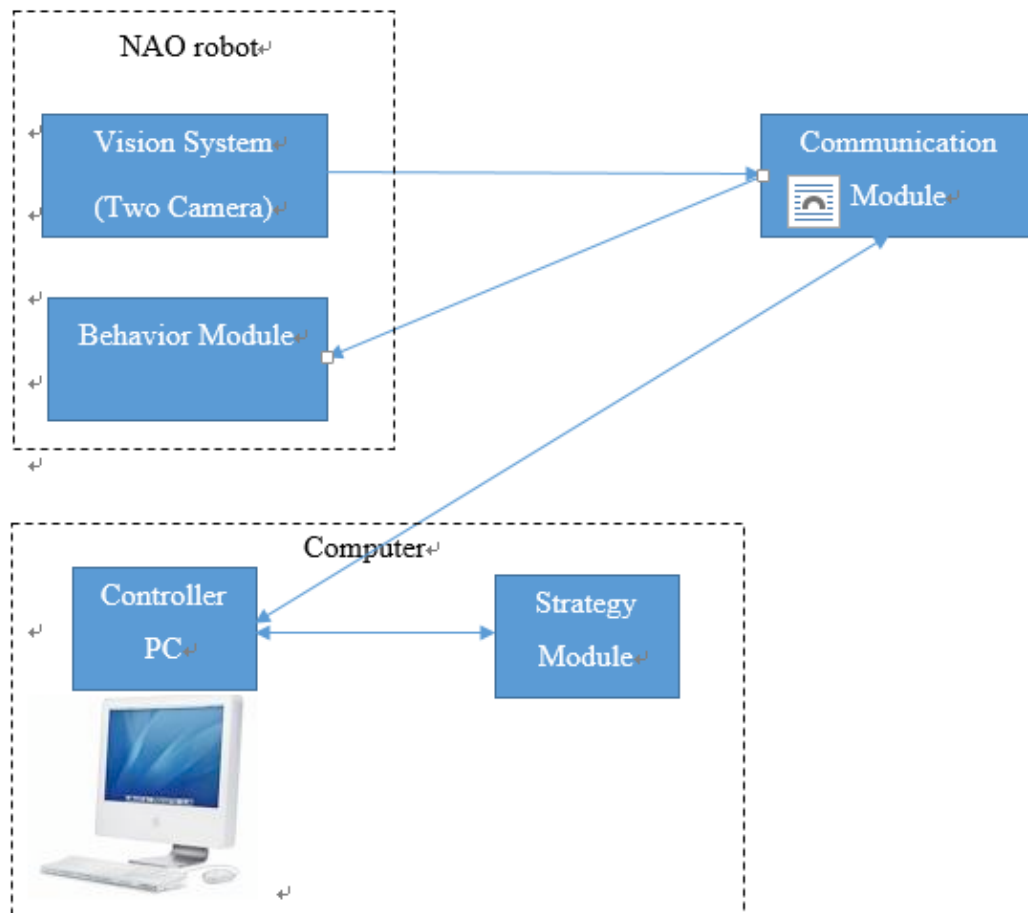 NAO robot
Vision System
(Two Camera)
Communication
Module
Behavior Module
Computer
Controller
PC
Strategy
Module